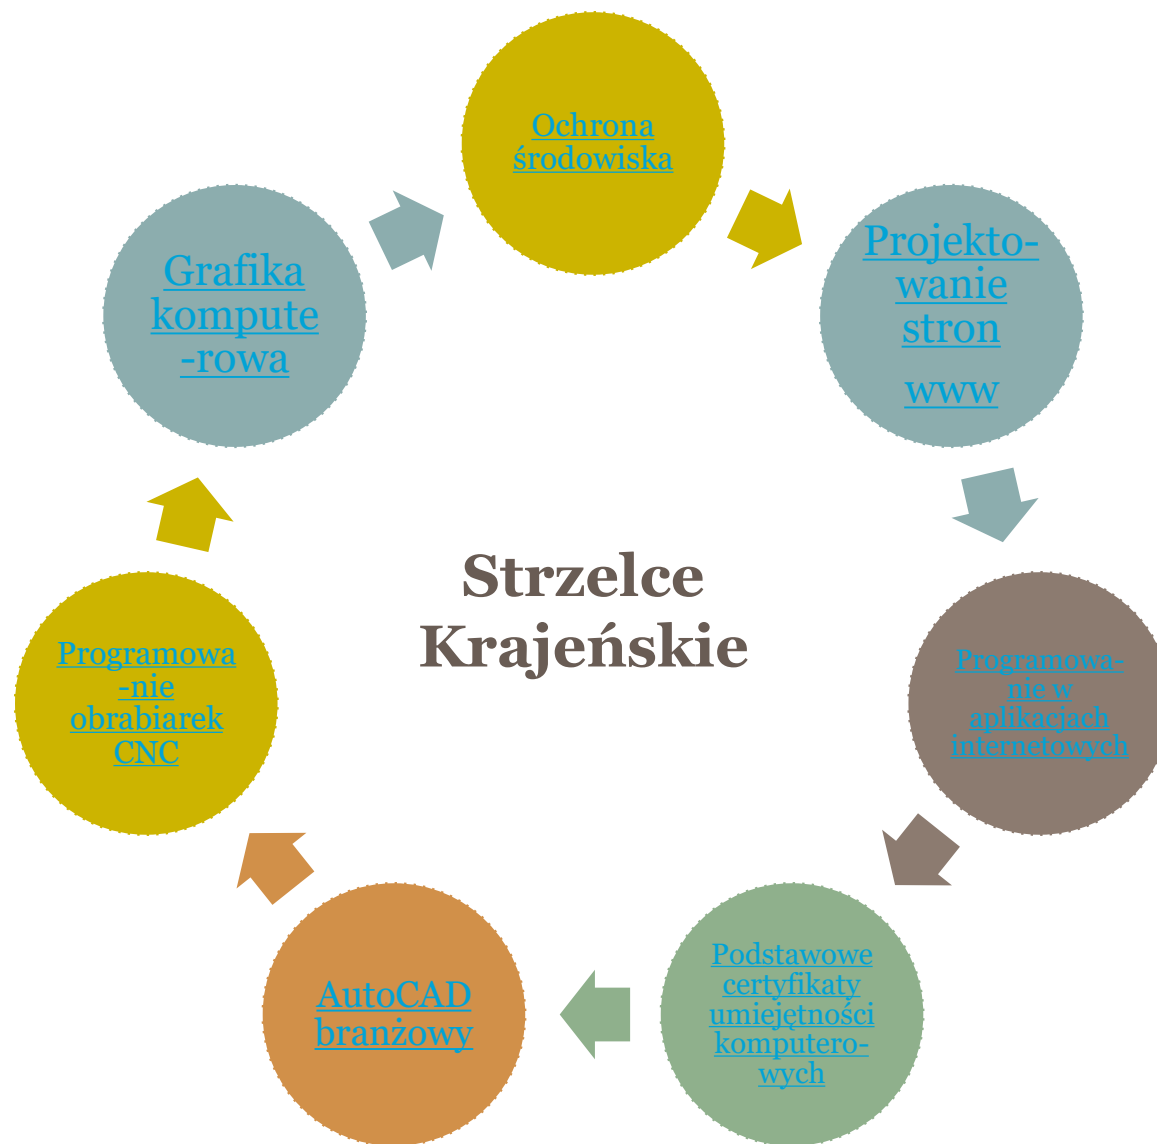 Ochrona
środowiska
Projekto-
wanie
stron
www
Grafika
kompute
-rowa
Strzelce
Krajeńskie
Programowa
-nie
obrabiarek
CNC
Programowa-
nie w
aplikacjach
internetowych
AutoCAD
branżowy
Podstawowe
certyfikaty
umiejętności
komputero-
wych